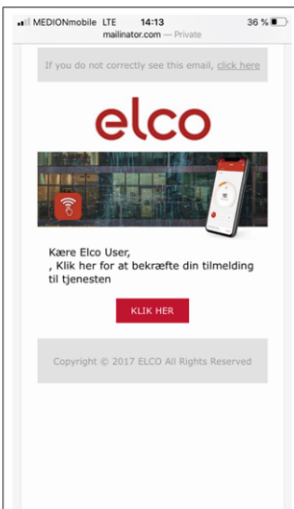 MEDIONmobile LTE 14:13 36 %
mailinator.com — Private
If you do not correctly see this email, click here
elco
Kære Elco User,
, Klik her for at bekræfte din tilmelding
til tjenesten
KLIK HER
Copyright © 2017 ELCO All Rights Reserved